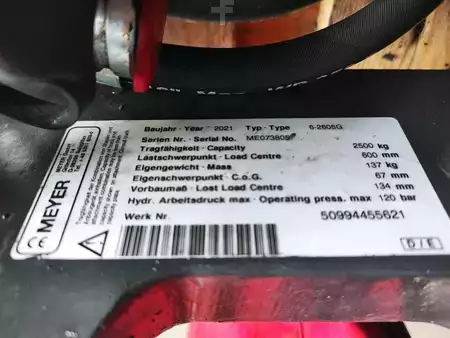 MEYER
Baujahr · Year 2021 Typ · Type 6-2605G
Serien Nr. · Serial No. ME073805
Tragfähigkeit · Capacity 2500 kg
Lastschwerpunkt · Load Centre 600 mm
Eigengewicht · Mass 137 kg
Eigenschwerpunkt · C.o.G. 67 mm
Vorbaumaß · Lost Load Centre 134 mm
Hydr. Arbeitsdruck max · Operating press. max 120 bar
Werk Nr. 50994455621
D / E